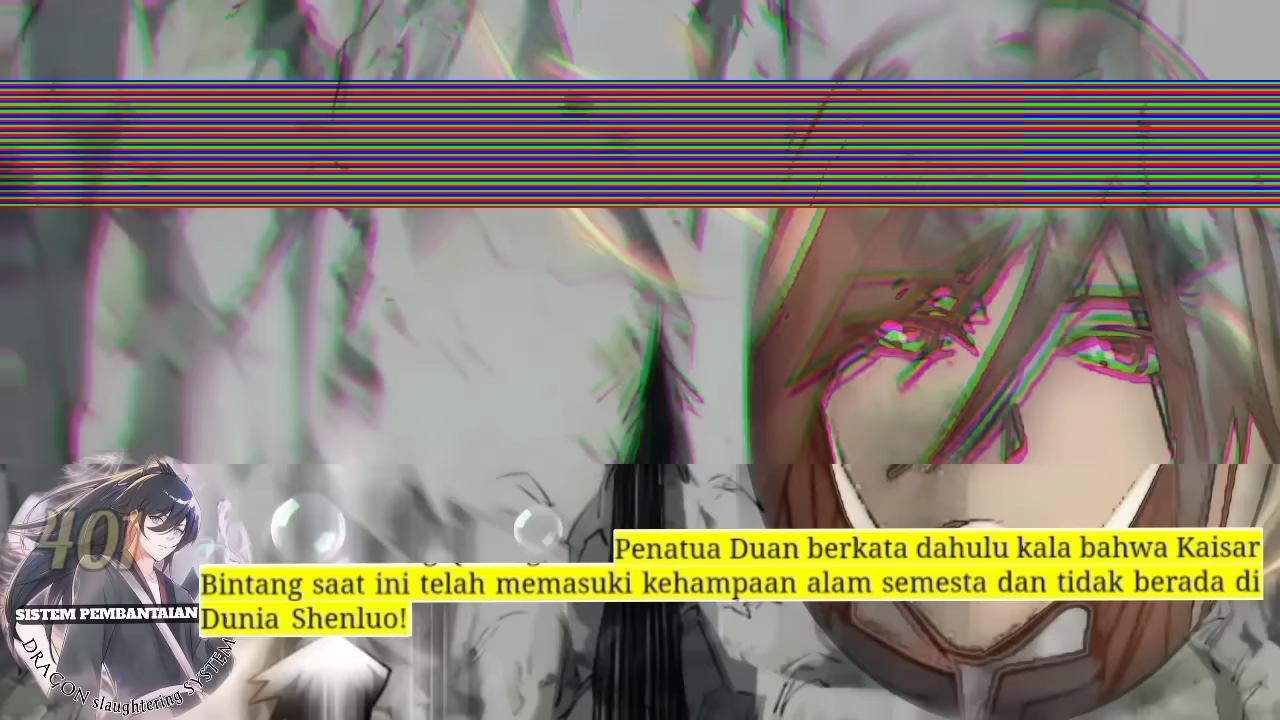 Penatua Duan berkata dahulu kala bahwa Kaisar
Bintang saat ini telah memasuki kehampaan alam semesta dan tidak berada di
Dunia Shenluo!
401
SISTEM PEMBANTAIAN
DRAGON slaughtering SYSTEM